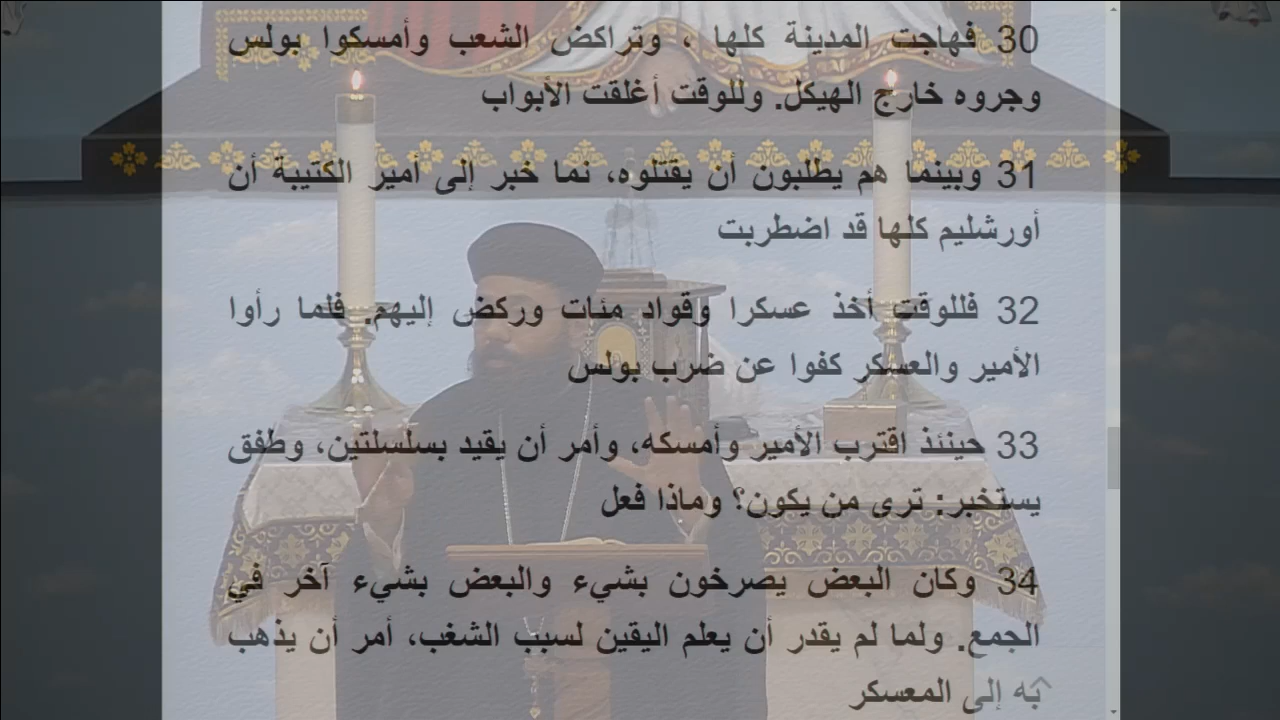 30 فهاجت المدينة كلها ، وتراكض الشعب وأمسكوا بولس
وجروه خارج الهيكل. وللوقت أغلقت الأبواب
31 وبينما هم يطلبون أن يقتلوه، نما خبر إلى أمير الكتيبة أن
أورشليم كلها قد اضطربت
32 فللوقت أخذ عسكرا وقواد مئات وركض إليهم. فلما رأوا
الأمير والعسكر كفوا عن ضرب بولس
33 حينئذ اقترب الأمير وأمسكه، وأمر أن يقيد بسلسلتين، وطفق
يستخبر: ترى من يكون؟ وماذا فعل
34 وكان البعض يصرخون بشيء والبعض بشيء آخر في
الجمع. ولما لم يقدر أن يعلم اليقين لسبب الشغب، أمر أن يذهب
به إلى المعسكر